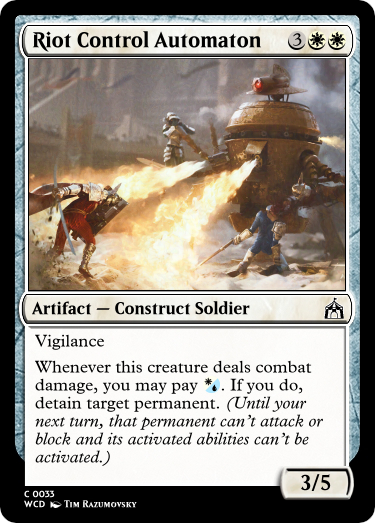 Riot Control Automaton 3
Artifact — Construct Soldier
Vigilance
Whenever this creature deals combat
damage, you may pay . If you do,
detain target permanent. (Until your
next turn, that permanent can't attack or
block and its activated abilities can't be
activated.)
3/5
C 0033
WCD Tim Razumovsky